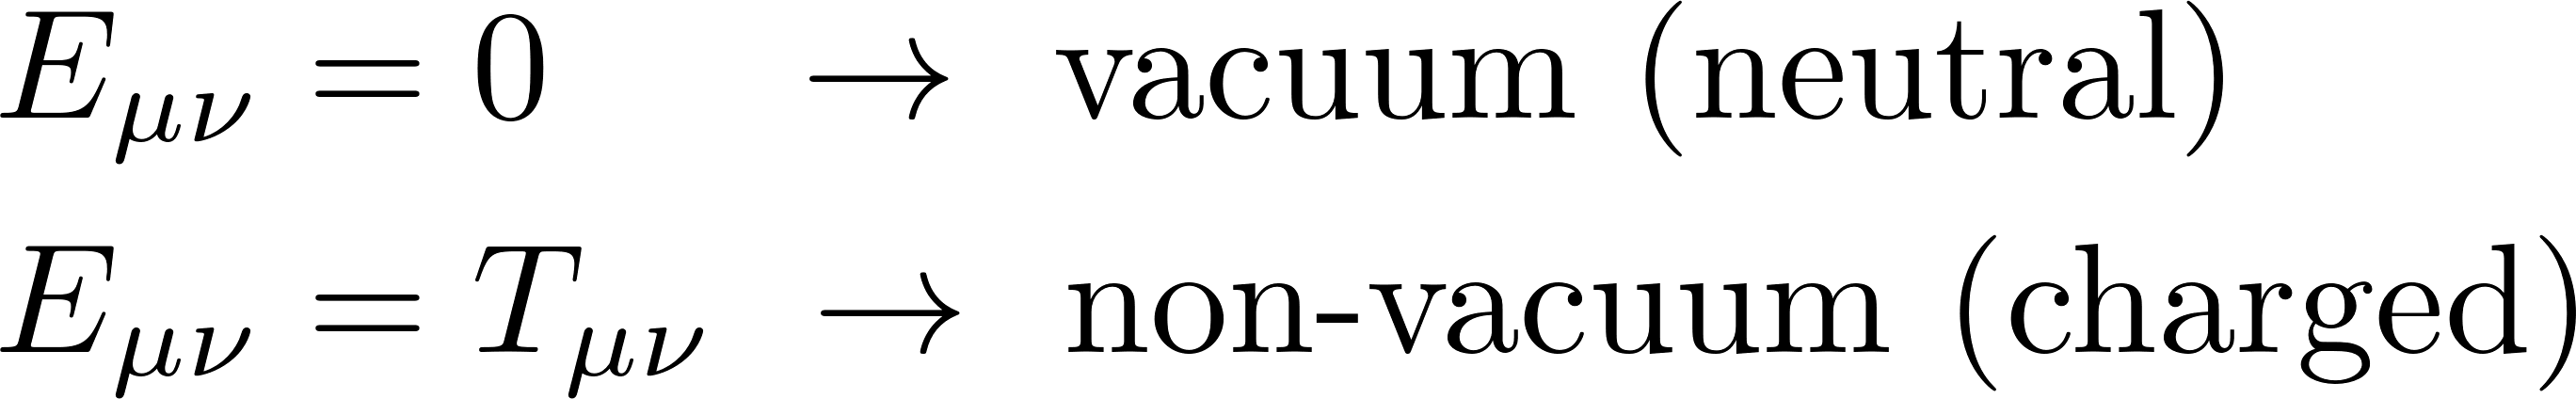 E_{μν} = 0 → vacuum (neutral)
E_{μν} = T_{μν} → non-vacuum (charged)